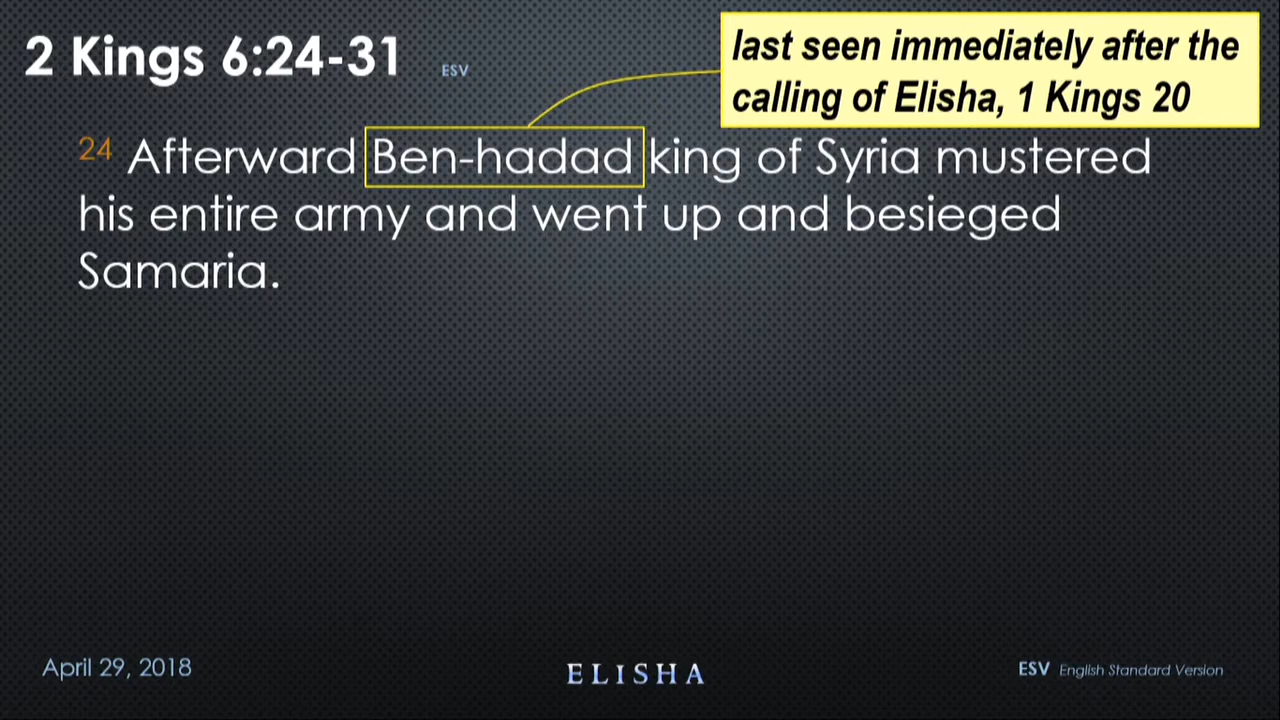 2 Kings 6:24-31 ESV
last seen immediately after the
calling of Elisha, 1 Kings 20
24 Afterward Ben-hadad king of Syria mustered
his entire army and went up and besieged
Samaria.
April 29, 2018
ELISHA
ESV English Standard Version